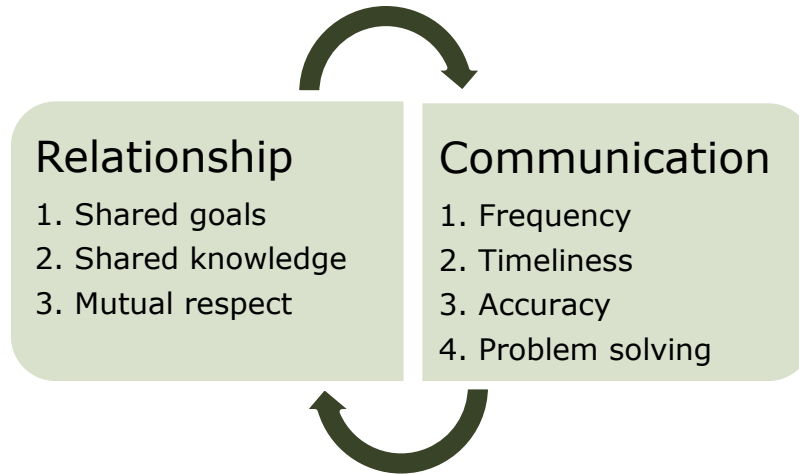 Relationship
1. Shared goals
2. Shared knowledge
3. Mutual respect
Communication
1. Frequency
2. Timeliness
3. Accuracy
4. Problem solving